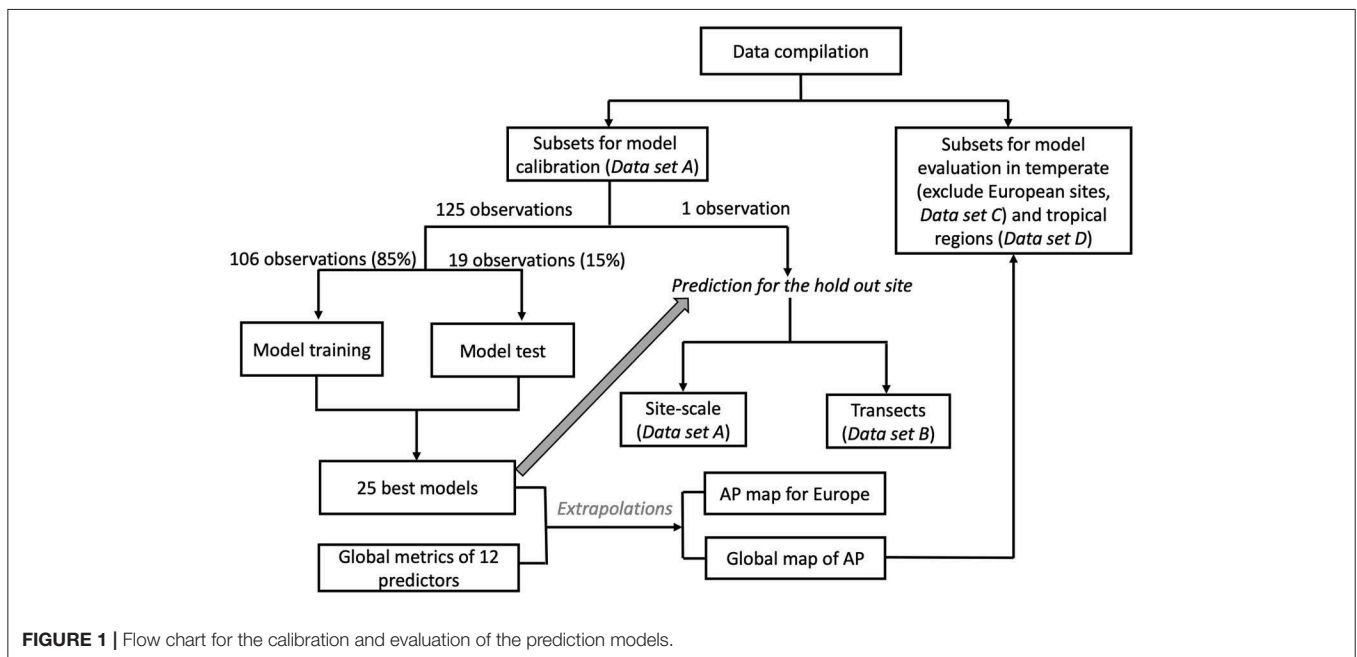 Data compilation
Subsets for model
calibration (Data set A)
Subsets for model
evaluation in temperate
(exclude European sites,
Data set C) and tropical
regions (Data set D)
125 observations
1 observation
106 observations (85%)
19 observations (15%)
Prediction for the hold out site
Model training
Model test
Site-scale
(Data set A)
Transects
(Data set B)
25 best models
Extrapolations
AP map for Europe
Global metrics of 12
predictors
Global map of AP
FIGURE 1 | Flow chart for the calibration and evaluation of the prediction models.